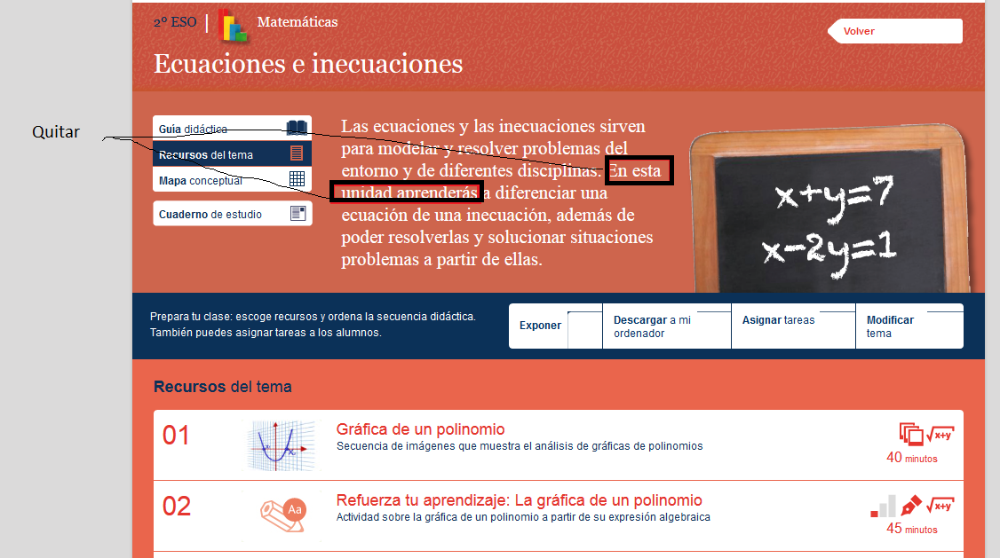 2º ESO | Matemáticas
Volver
Ecuaciones e inecuaciones
Quitar
Guía didáctica
Recursos del tema
Mapa conceptual
Cuaderno de estudio
Las ecuaciones y las inecuaciones sirven
para modelar y resolver problemas del
entorno y de diferentes disciplinas. En esta
unidad aprenderás a diferenciar una
ecuación de una inecuación, además de
poder resolverlas y solucionar situaciones
problemas a partir de ellas.
x+y=7
x-2y=1
Prepara tu clase: escoge recursos y ordena la secuencia didáctica.
También puedes asignar tareas a los alumnos.
Exponer
Descargar a mi
ordenador
Asignar tareas
Modificar
tema
Recursos del tema
01
Gráfica de un polinomio
Secuencia de imágenes que muestra el análisis de gráficas de polinomios
√x+y
40 minutos
02
Aa
Refuerza tu aprendizaje: La gráfica de un polinomio
Actividad sobre la gráfica de un polinomio a partir de su expresión algebraica
√x+y
45 minutos